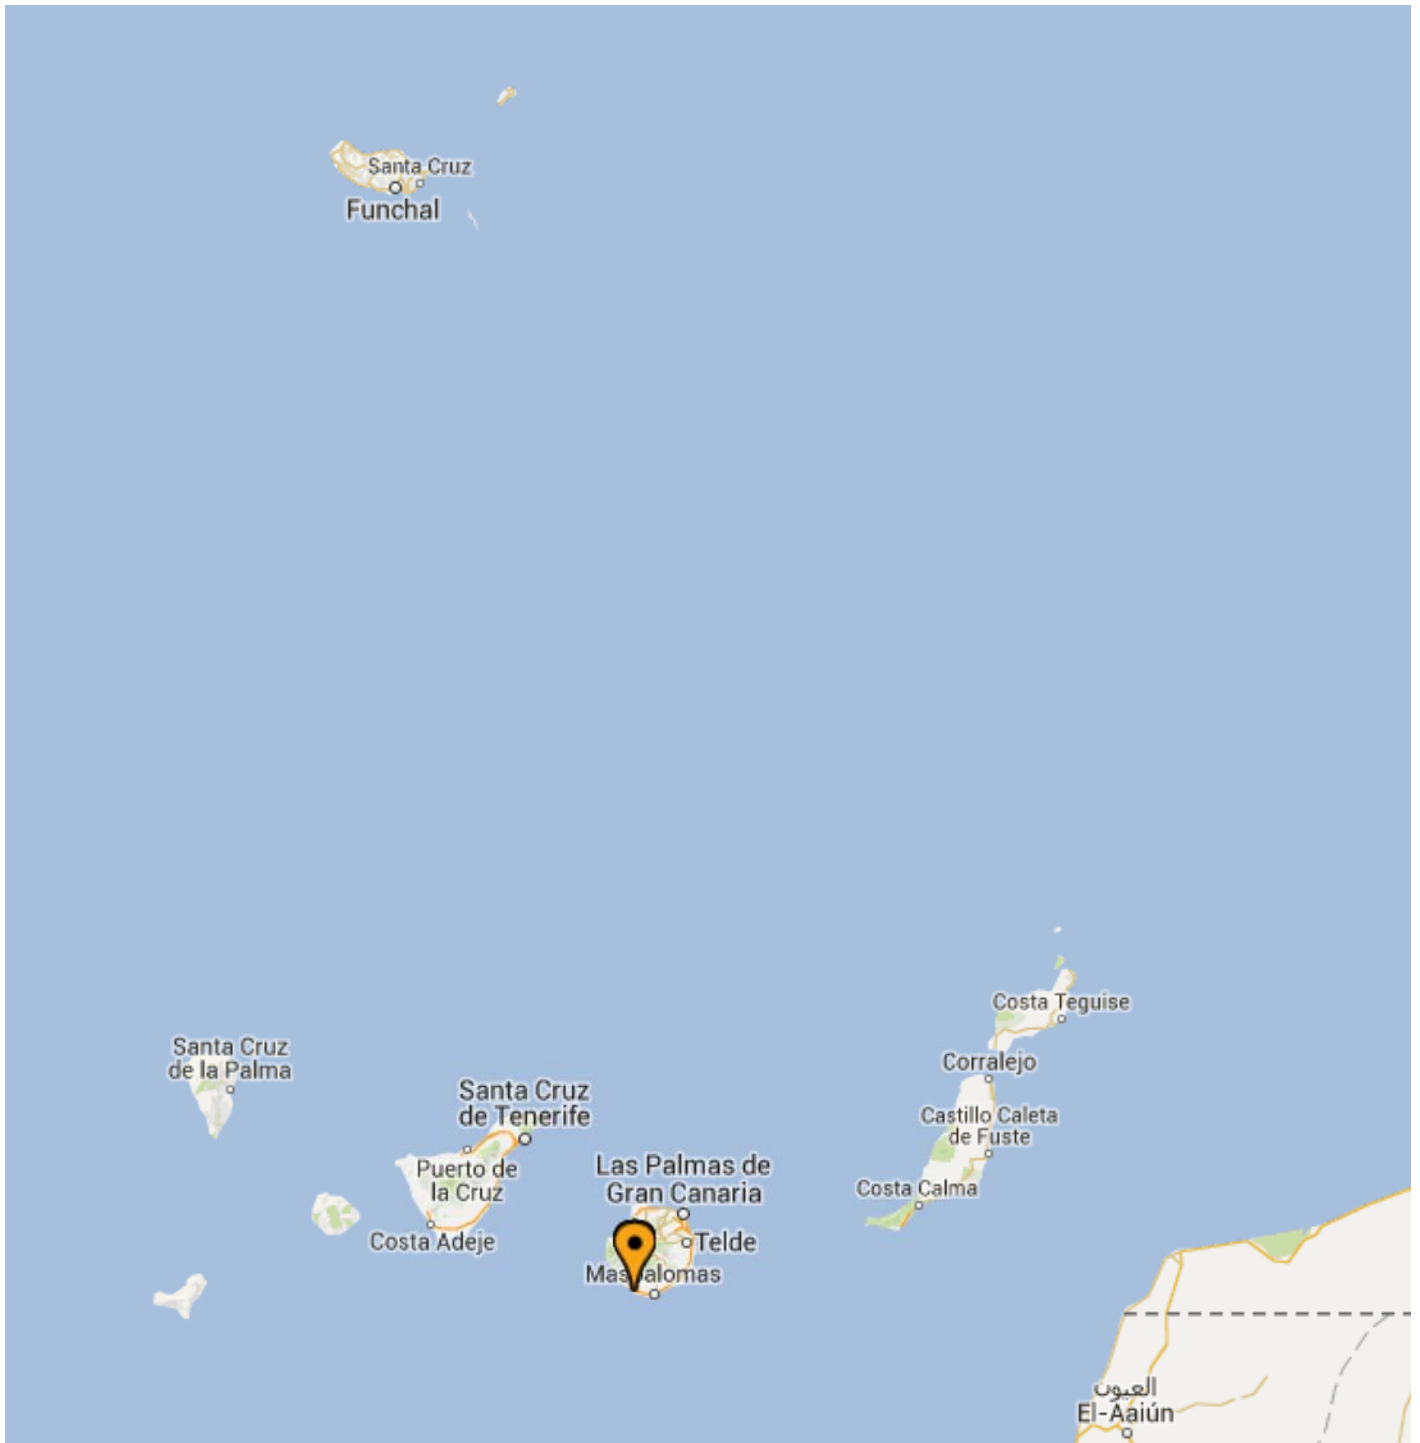 Santa Cruz
Funchal
Costa Teguise
Santa Cruz
de la Palma
Corralejo
Santa Cruz
de Tenerife
Castillo Caleta
de Fuste
Puerto de
la Cruz
Las Palmas de
Gran Canaria
Costa Calma
Costa Adeje
Telde
Maspalomas
العيون
El-Aaiún